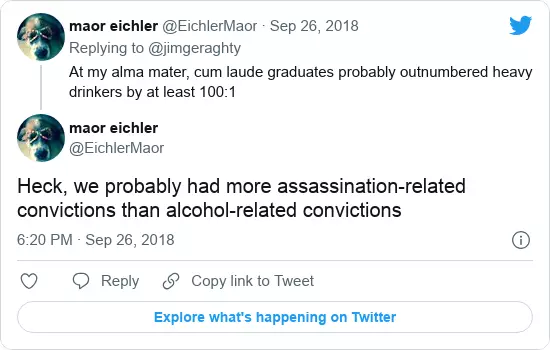 maor eichler @EichlerMaor · Sep 26, 2018
Replying to @jimgeraghty
At my alma mater, cum laude graduates probably outnumbered heavy
drinkers by at least 100:1
maor eichler
@EichlerMaor
Heck, we probably had more assassination-related
convictions than alcohol-related convictions
6:20 PM · Sep 26, 2018
Reply
Copy link to Tweet
Explore what's happening on Twitter